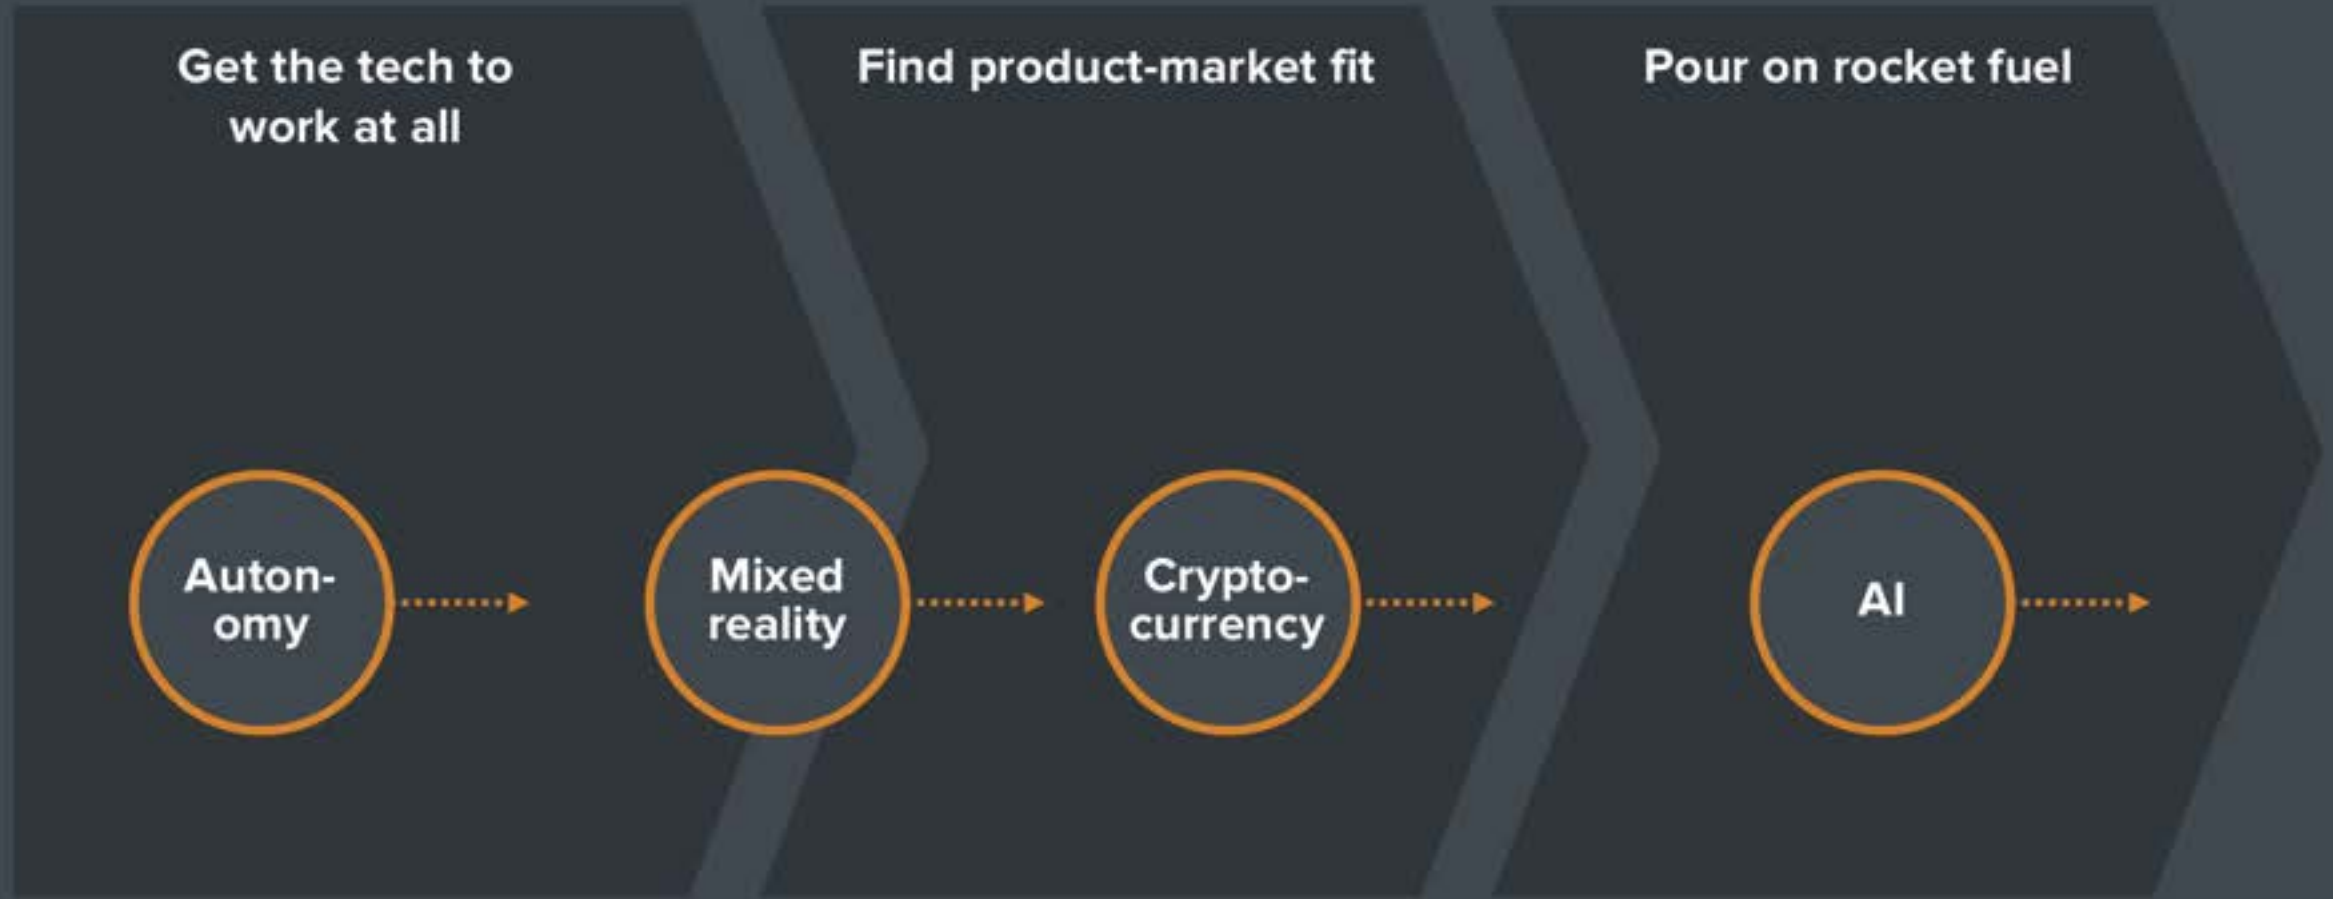 Get the tech to
work at all
Find product-market fit
Pour on rocket fuel
Auton-
omy
Mixed
reality
Crypto-
currency
AI